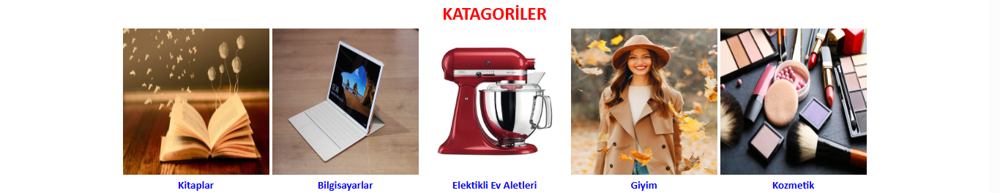 KATAGORİLER
Kitaplar
Bilgisayarlar
Elektikli Ev Aletleri
Giyim
Kozmetik